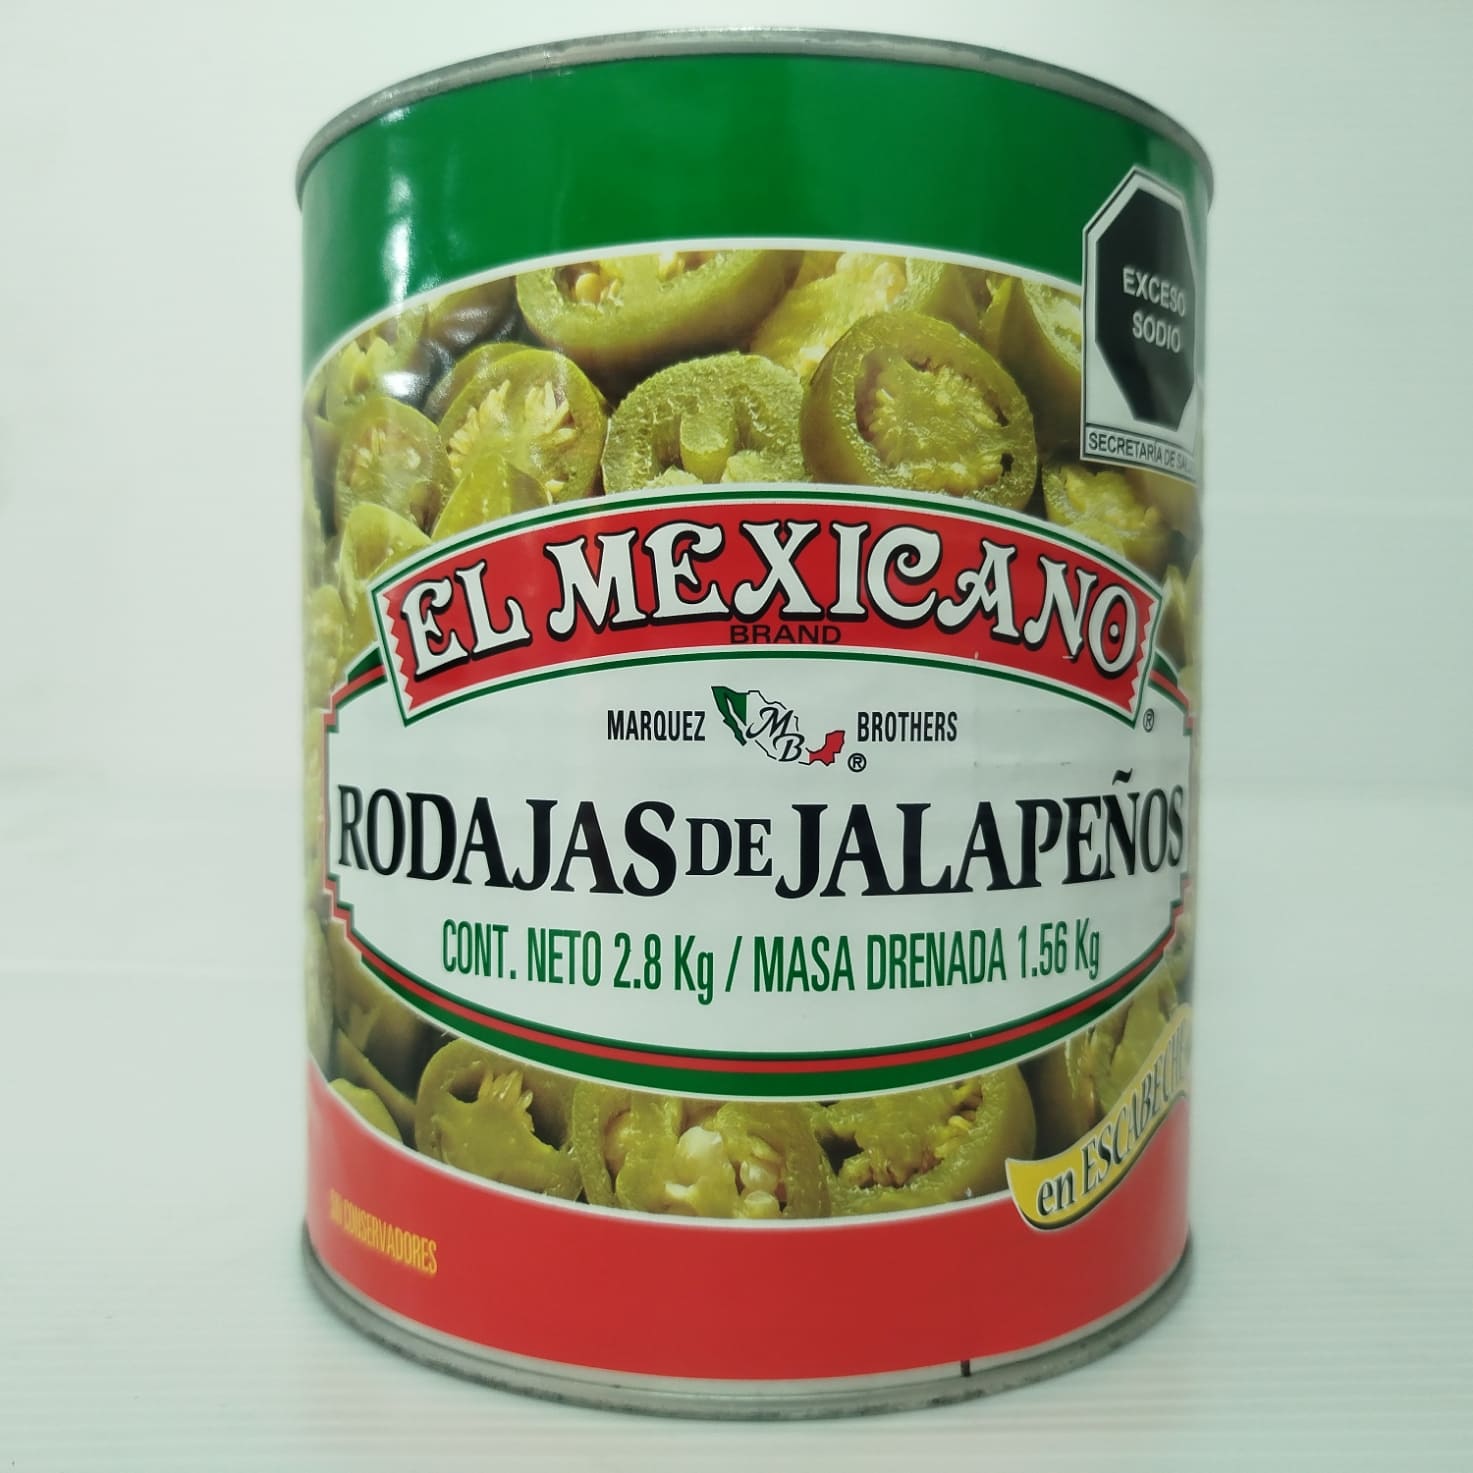 EXCESO
SODIO
SECRETARÍA DE
EL MEXICANO ®
BRAND
MARQUEZ MB ® BROTHERS
RODAJAS DE JALAPEÑOS
CONT. NETO 2.8 Kg / MASA DRENADA 1.56 Kg
en ESCABECHE
SIN CONSERVADORES